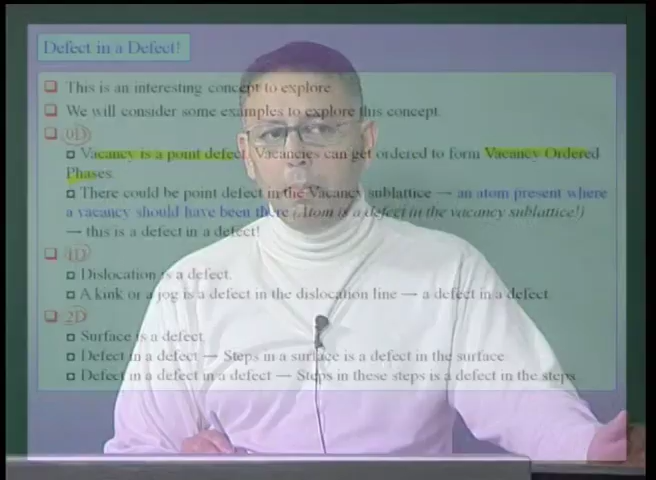 Defect in a Defect!
This is an interesting concept to explore.
We will consider some examples to explore this concept.
0D
Vacancy is a point defect. Vacancies can get ordered to form Vacancy Ordered
Phases.
There could be point defect in the Vacancy sublattice — an atom present where
a vacancy should have been there (Atom is a defect in the vacancy sublattice!)
— this is a defect in a defect!
1D
Dislocation is a defect.
A kink or a jog is a defect in the dislocation line — a defect in a defect.
2D
Surface is a defect.
Defect in a defect — Steps in a surface is a defect in the surface
Defect in a defect in a defect — Steps in these steps is a defect in the steps